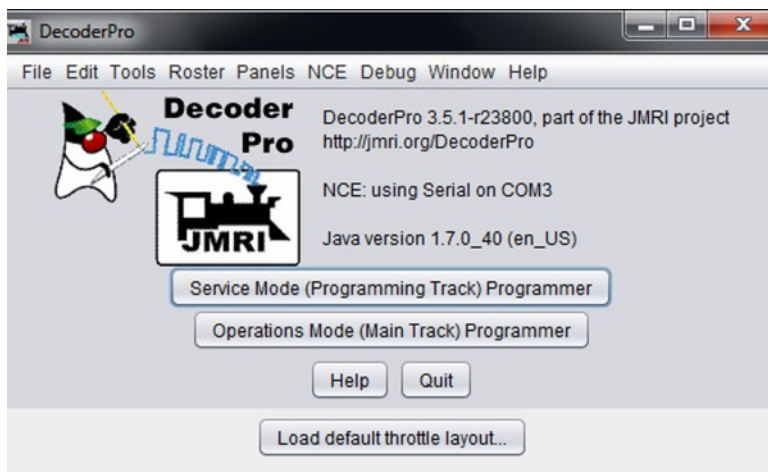 DecoderPro
File Edit Tools Roster Panels NCE Debug Window Help
Decoder
Pro
JMRI
DecoderPro 3.5.1-r23800, part of the JMRI project
http://jmri.org/DecoderPro
NCE: using Serial on COM3
Java version 1.7.0_40 (en_US)
Service Mode (Programming Track) Programmer
Operations Mode (Main Track) Programmer
Help Quit
Load default throttle layout...